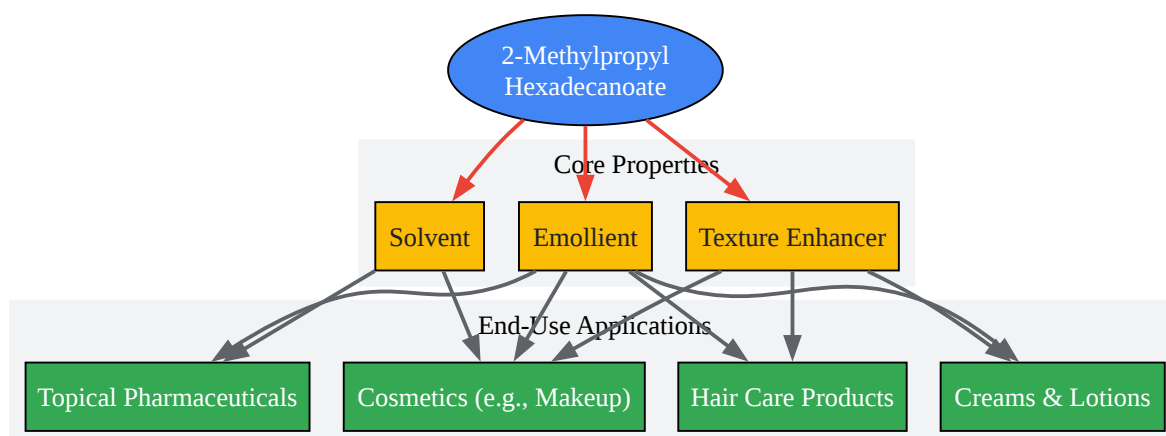 2-Methylpropyl
Hexadecanoate
Core Properties
Solvent
Emollient
Texture Enhancer
End-Use Applications
Topical Pharmaceuticals
Cosmetics (e.g., Makeup)
Hair Care Products
Creams & Lotions